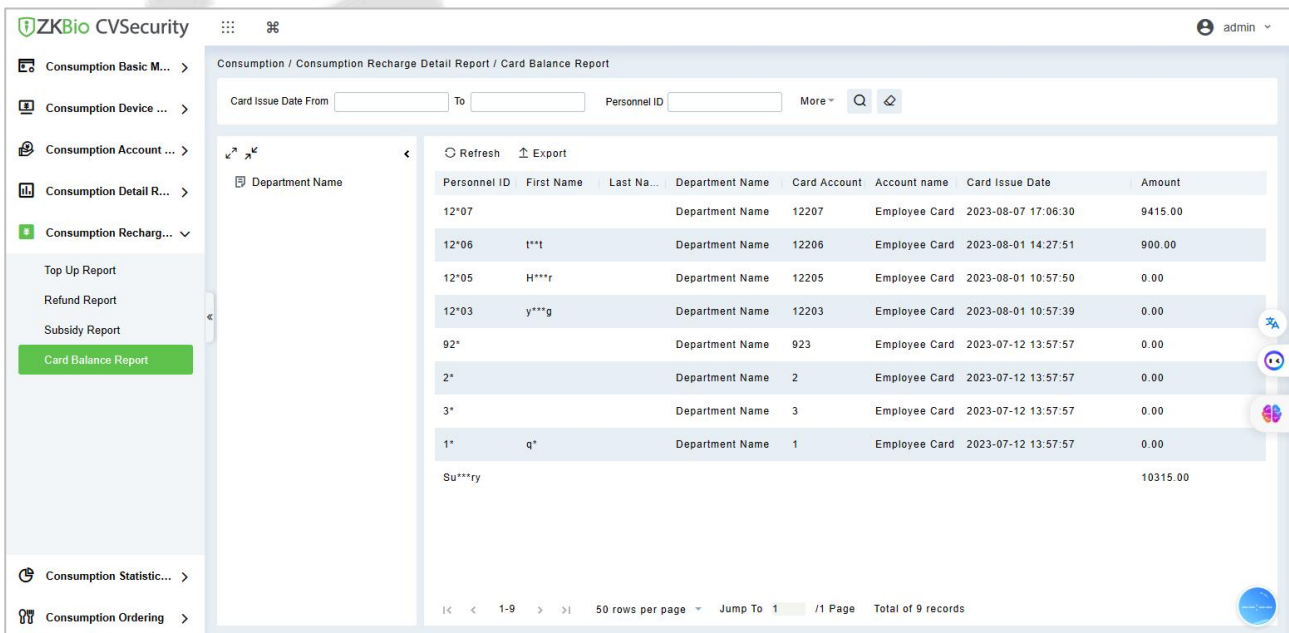 ZKBio CVSecurity
admin
Consumption Basic M...
Consumption Device ...
Consumption Account ...
Consumption Detail R...
Consumption Recharg...
Top Up Report
Refund Report
Subsidy Report
Card Balance Report
Consumption Statistic...
Consumption Ordering
Consumption / Consumption Recharge Detail Report / Card Balance Report
Card Issue Date From To Personnel ID More
Department Name
Refresh Export
Personnel ID First Name Last Na... Department Name Card Account Account name Card Issue Date Amount
12*07 Department Name 12207 Employee Card 2023-08-07 17:06:30 9415.00
12*06 t**t Department Name 12206 Employee Card 2023-08-01 14:27:51 900.00
12*05 H***r Department Name 12205 Employee Card 2023-08-01 10:57:50 0.00
12*03 y***g Department Name 12203 Employee Card 2023-08-01 10:57:39 0.00
92* Department Name 923 Employee Card 2023-07-12 13:57:57 0.00
2* Department Name 2 Employee Card 2023-07-12 13:57:57 0.00
3* Department Name 3 Employee Card 2023-07-12 13:57:57 0.00
1* q* Department Name 1 Employee Card 2023-07-12 13:57:57 0.00
Su***ry 10315.00
1-9 50 rows per page Jump To 1 /1 Page Total of 9 records